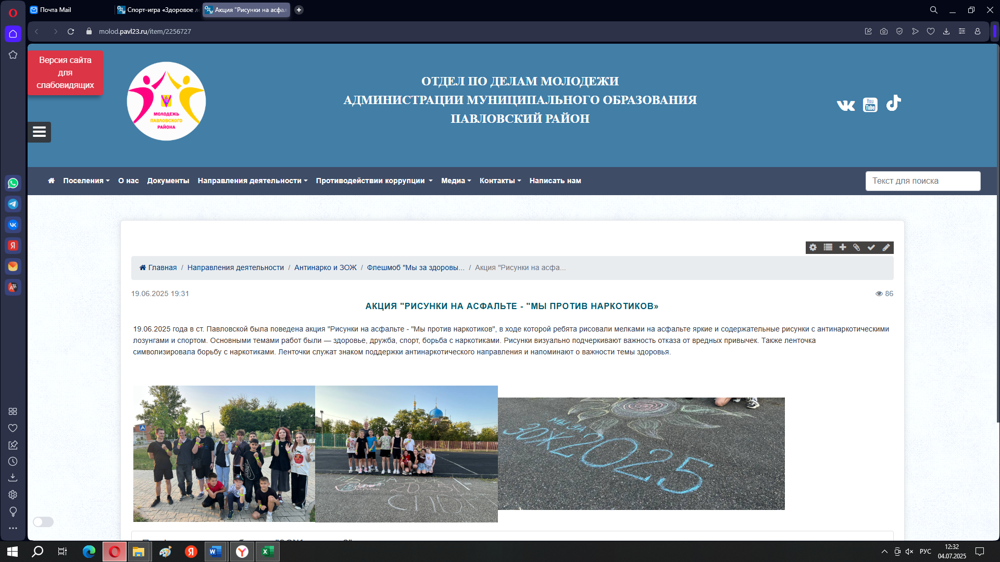 Почта Mail
Спорт-игра «Здоровое л
Акция "Рисунки на асфал
molod.pavl23.ru/item/2256727
Версия сайта
для
слабовидящих
МОЛОДЕЖЬ
ПАВЛОВСКОГО
РАЙОНА
ОТДЕЛ ПО ДЕЛАМ МОЛОДЕЖИ
АДМИНИСТРАЦИИ МУНИЦИПАЛЬНОГО ОБРАЗОВАНИЯ
ПАВЛОВСКИЙ РАЙОН
You
Tube
Поселения О нас Документы Направления деятельности Противодействии коррупции Медиа Контакты Написать нам
Текст для поиска
Главная / Направления деятельности / Антинарко и ЗОЖ / Флешмоб "Мы за здоровы... / Акция "Рисунки на асфа...
19.06.2025 19:31
86
АКЦИЯ "РИСУНКИ НА АСФАЛЬТЕ - "МЫ ПРОТИВ НАРКОТИКОВ»
19.06.2025 года в ст. Павловской была поведена акция "Рисунки на асфальте - "Мы против наркотиков", в ходе которой ребята рисовали мелками на асфальте яркие и содержательные рисунки с антинаркотическими
лозунгами и спортом. Основными темами работ были — здоровье, дружба, спорт, борьба с наркотиками. Рисунки визуально подчеркивают важность отказа от вредных привычек. Также ленточка
символизировала борьбу с наркотиками. Ленточки служат знаком поддержки антинаркотического направления и напоминают о важности темы здоровья.
МЫ ЗА
ЗОЖ 2025
РУС
12:32
04.07.2025